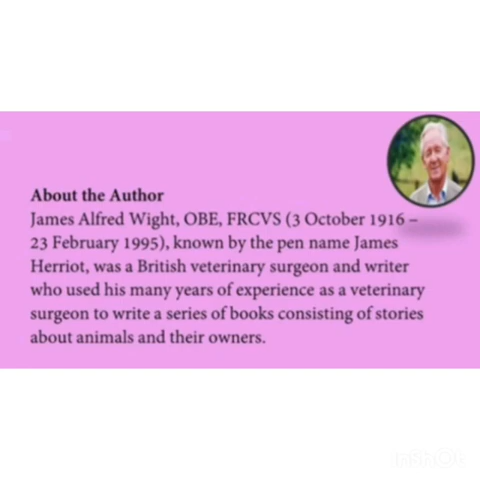 About the Author
James Alfred Wight, OBE, FRCVS (3 October 1916 –
23 February 1995), known by the pen name James
Herriot, was a British veterinary surgeon and writer
who used his many years of experience as a veterinary
surgeon to write a series of books consisting of stories
about animals and their owners.
InShOt